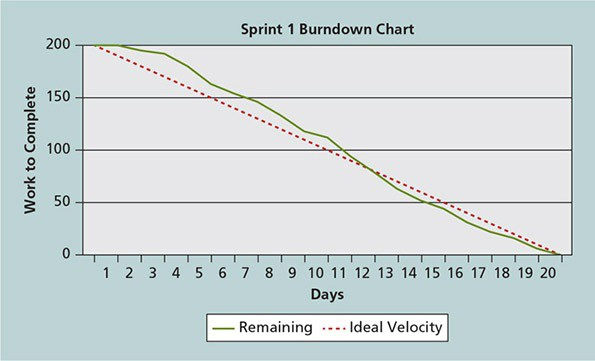 Sprint 1 Burndown Chart
Work to Complete
200
150
100
50
0
1 2 3 4 5 6 7 8 9 10 11 12 13 14 15 16 17 18 19 20
Days
Remaining Ideal Velocity